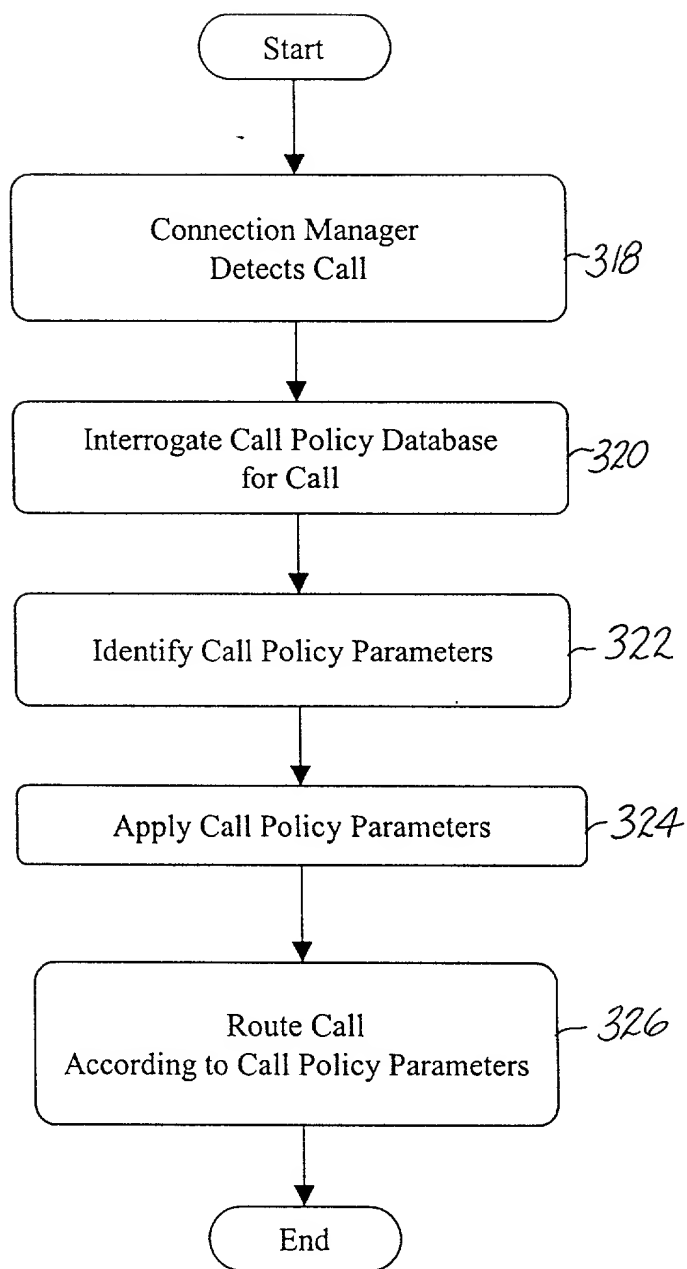 Start
Connection Manager
Detects Call
318
Interrogate Call Policy Database
for Call
320
Identify Call Policy Parameters
322
Apply Call Policy Parameters
324
Route Call
According to Call Policy Parameters
326
End